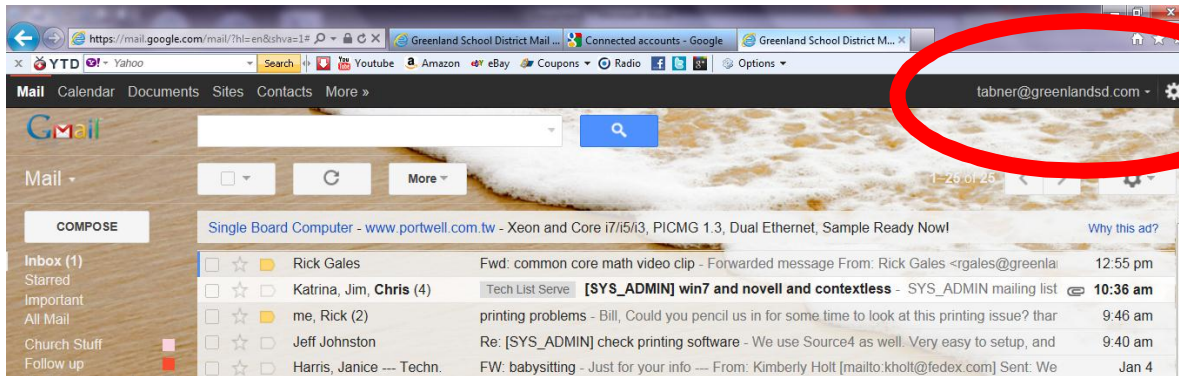 https://mail.google.com/mail/?hl=en&shva=1# Greenland School District Mail ... Connected accounts - Google Greenland School District M...
YTD Yahoo Search Youtube Amazon eBay Coupons Radio Options
Mail Calendar Documents Sites Contacts More » tabner@greenlandsd.com
GMail
Mail More 1-25 of 25
COMPOSE Single Board Computer - www.portwell.com.tw - Xeon and Core i7/i5/i3, PICMG 1.3, Dual Ethernet, Sample Ready Now! Why this ad?
Inbox (1) Rick Gales Fwd: common core math video clip - Forwarded message From: Rick Gales <rgales@greenla 12:55 pm
Starred
Important Katrina, Jim, Chris (4) Tech List Serve [SYS_ADMIN] win7 and novell and contextless - SYS_ADMIN mailing list 10:36 am
All Mail me, Rick (2) printing problems - Bill, Could you pencil us in for some time to look at this printing issue? thar 9:46 am
Church Stuff Jeff Johnston Re: [SYS_ADMIN] check printing software - We use Source4 as well. Very easy to setup, and 9:40 am
Follow up Harris, Janice --- Techn. FW: babysitting - Just for your info --- From: Kimberly Holt [mailto:kholt@fedex.com] Sent: We Jan 4